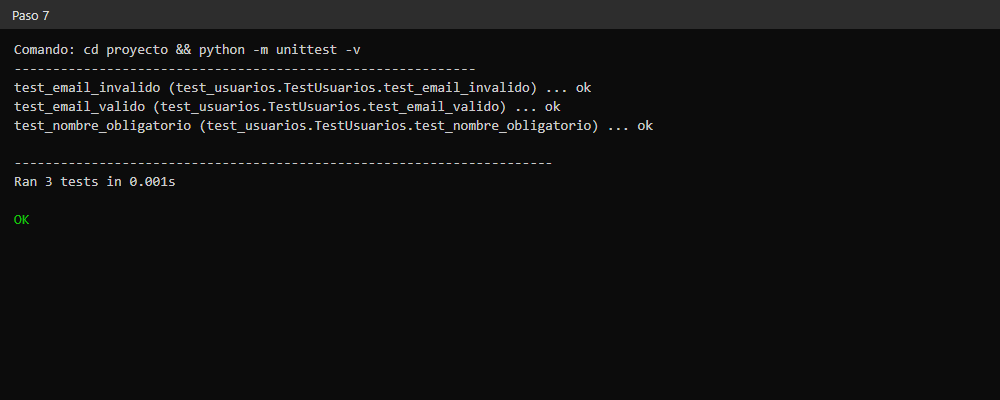 Paso 7
Comando: cd proyecto && python -m unittest -v
------------------------------------------------------------
test_email_invalido (test_usuarios.TestUsuarios.test_email_invalido) ... ok
test_email_valido (test_usuarios.TestUsuarios.test_email_valido) ... ok
test_nombre_obligatorio (test_usuarios.TestUsuarios.test_nombre_obligatorio) ... ok
----------------------------------------------------------------------
Ran 3 tests in 0.001s
OK